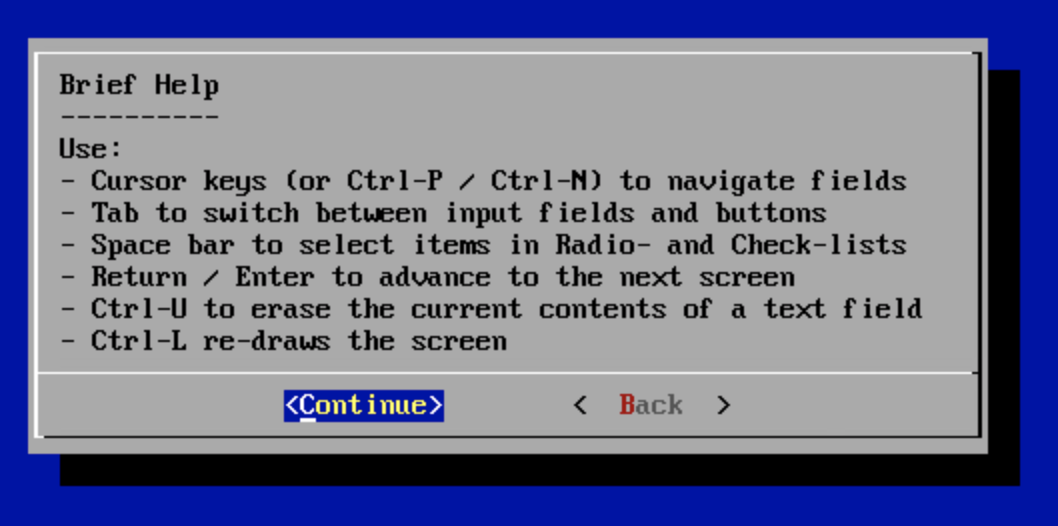 Brief Help
----------
Use:
- Cursor keys (or Ctrl-P / Ctrl-N) to navigate fields
- Tab to switch between input fields and buttons
- Space bar to select items in Radio- and Check-lists
- Return / Enter to advance to the next screen
- Ctrl-U to erase the current contents of a text field
- Ctrl-L re-draws the screen
<Continue> < Back >